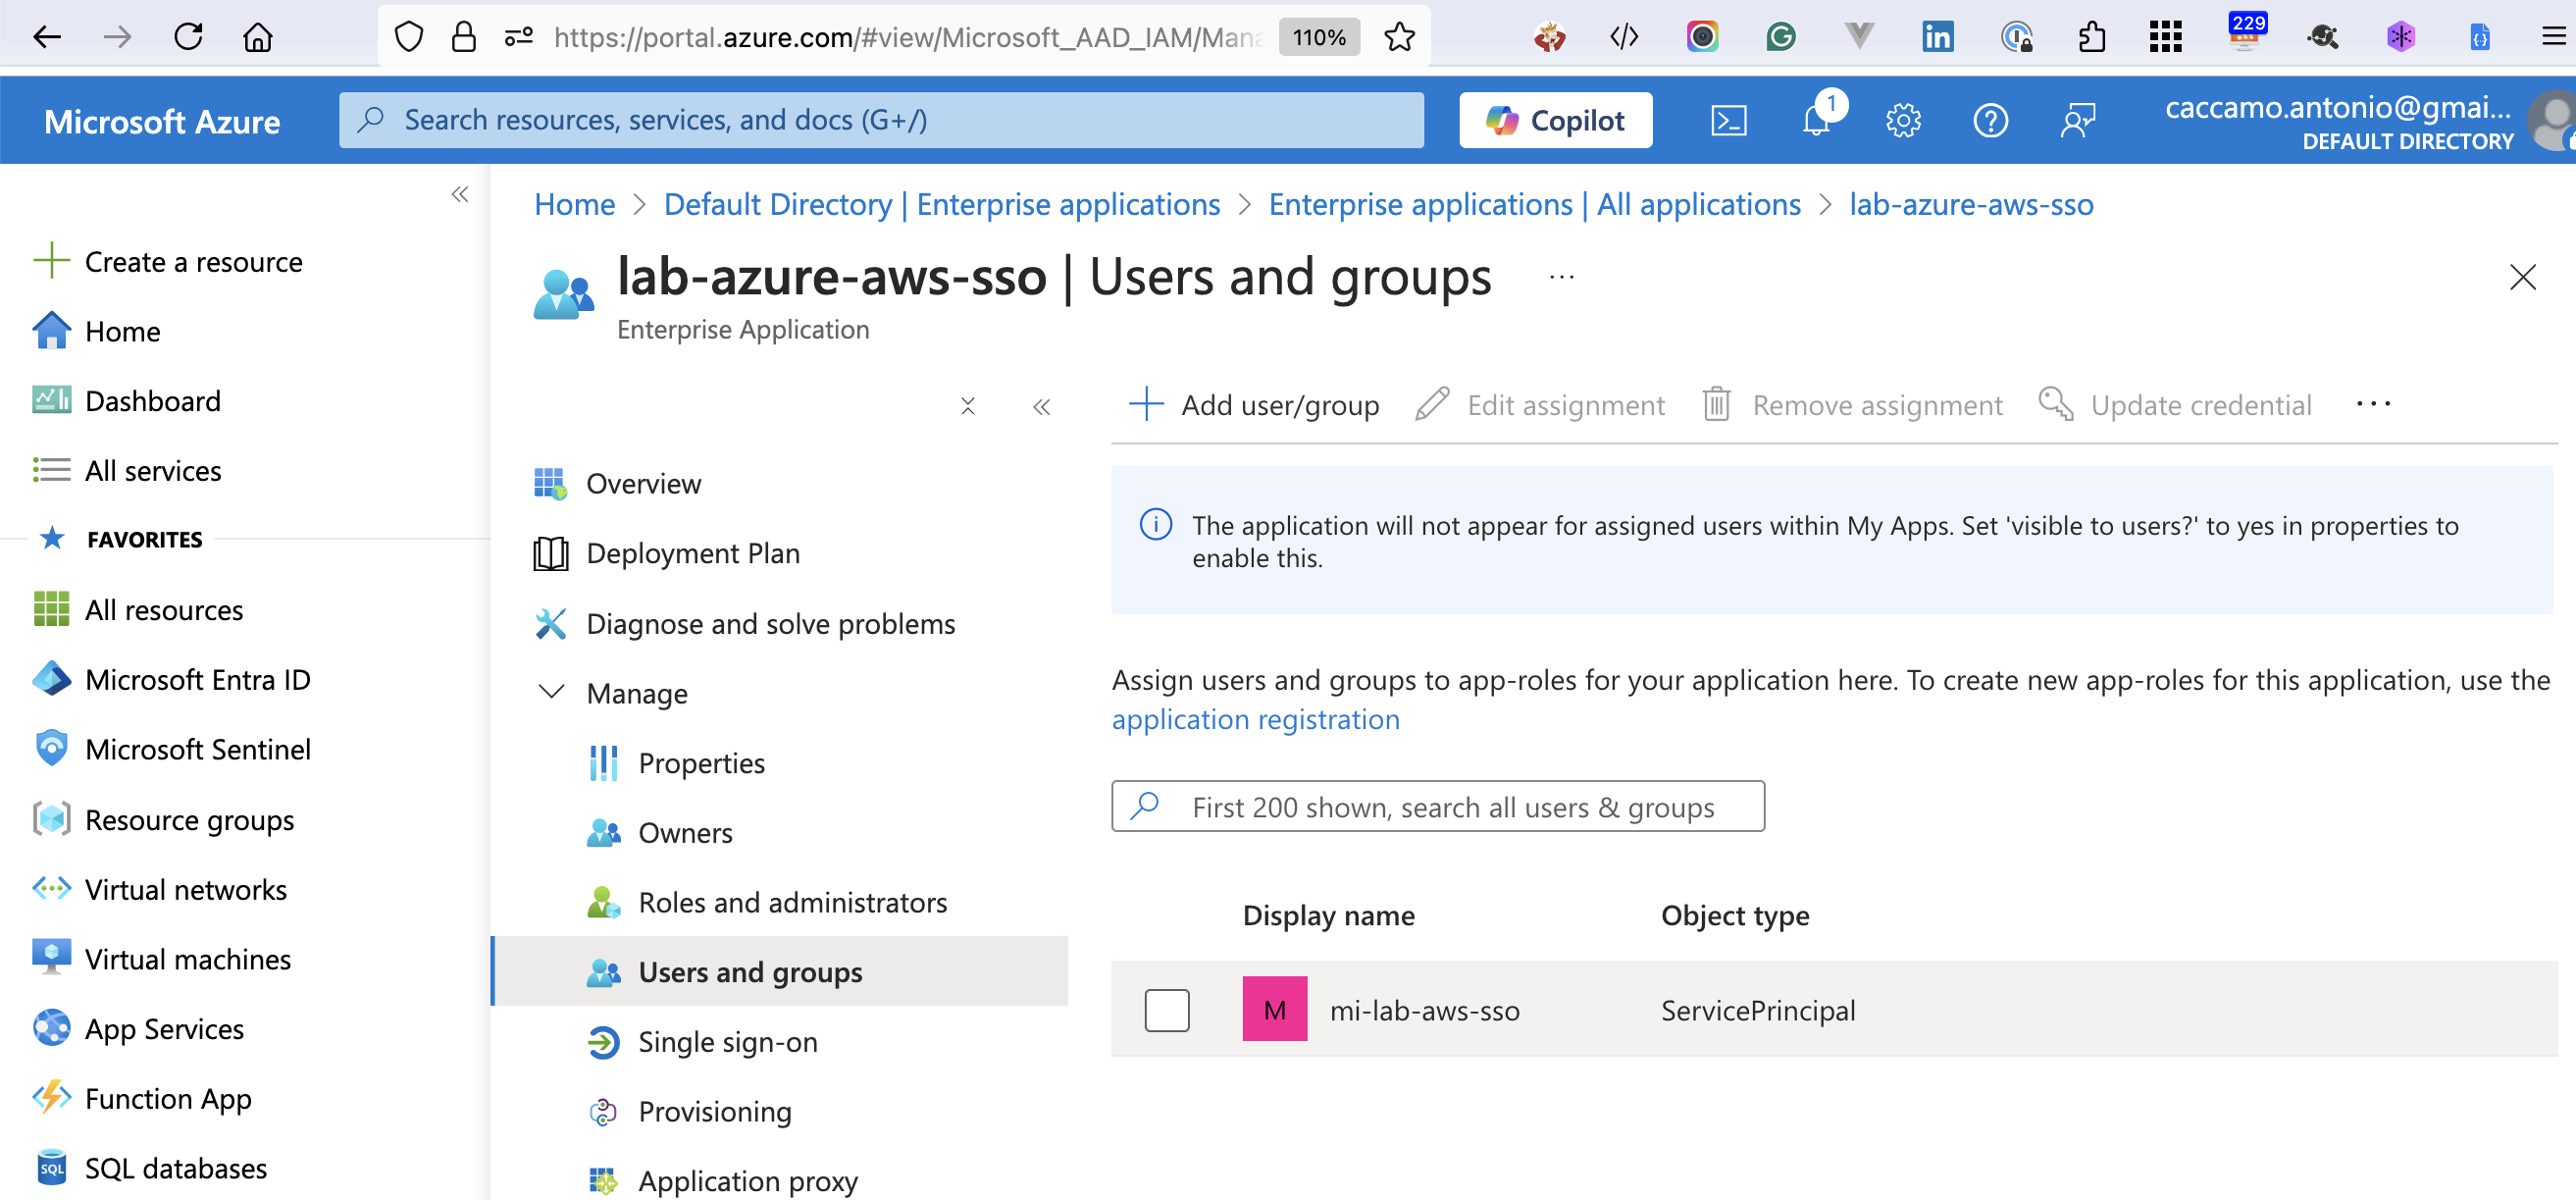 https://portal.azure.com/#view/Microsoft_AAD_IAM/Mana
110%
229
Microsoft Azure
Search resources, services, and docs (G+/)
Copilot
1
caccamo.antonio@gmai...
DEFAULT DIRECTORY
Create a resource
Home
Dashboard
All services
FAVORITES
All resources
Microsoft Entra ID
Microsoft Sentinel
Resource groups
Virtual networks
Virtual machines
App Services
Function App
SQL databases
Home > Default Directory | Enterprise applications > Enterprise applications | All applications > lab-azure-aws-sso
lab-azure-aws-sso | Users and groups ...
Enterprise Application
Overview
Deployment Plan
Diagnose and solve problems
Manage
Properties
Owners
Roles and administrators
Users and groups
Single sign-on
Provisioning
Application proxy
Add user/group Edit assignment Remove assignment Update credential ...
The application will not appear for assigned users within My Apps. Set 'visible to users?' to yes in properties to
enable this.
Assign users and groups to app-roles for your application here. To create new app-roles for this application, use the
application registration
First 200 shown, search all users & groups
Display name Object type
M mi-lab-aws-sso ServicePrincipal